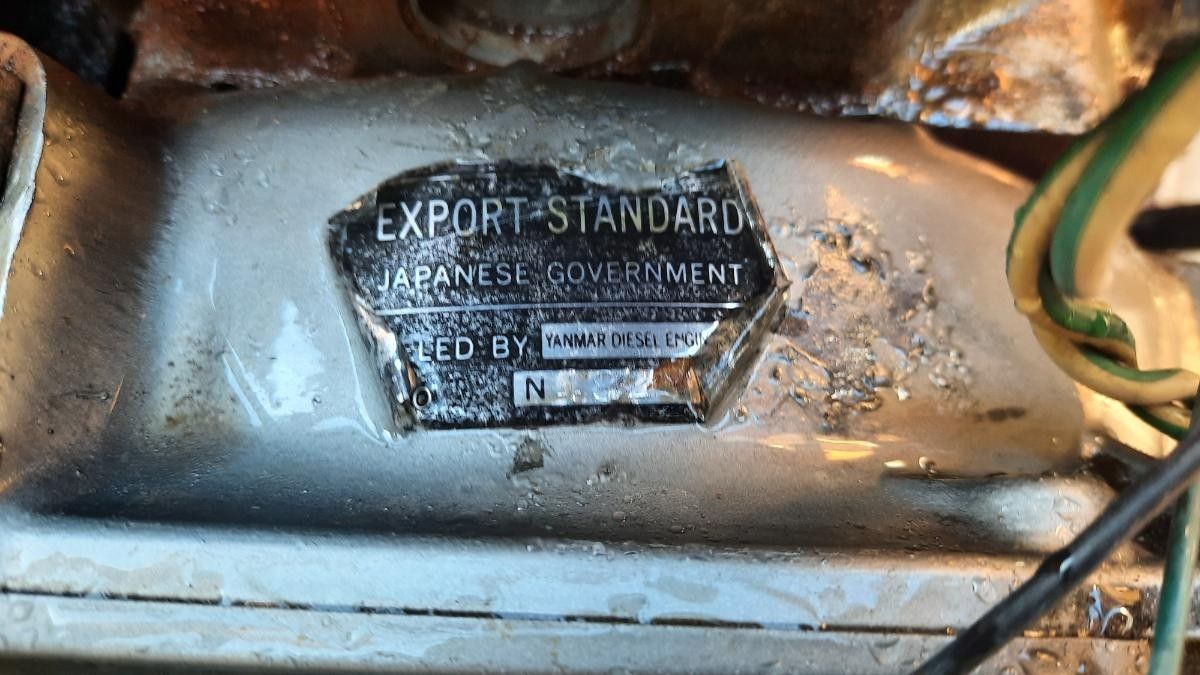 EXPORT STANDARD
JAPANESE GOVERNMENT
LED BY YANMAR DIESEL ENGI
O N